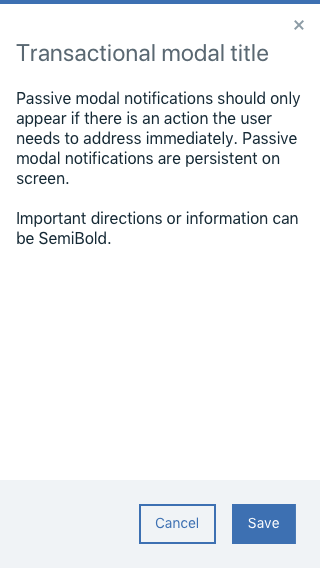 Transactional modal title
Passive modal notifications should only
appear if there is an action the user
needs to address immediately. Passive
modal notifications are persistent on
screen.
Important directions or information can
be SemiBold.
Cancel
Save